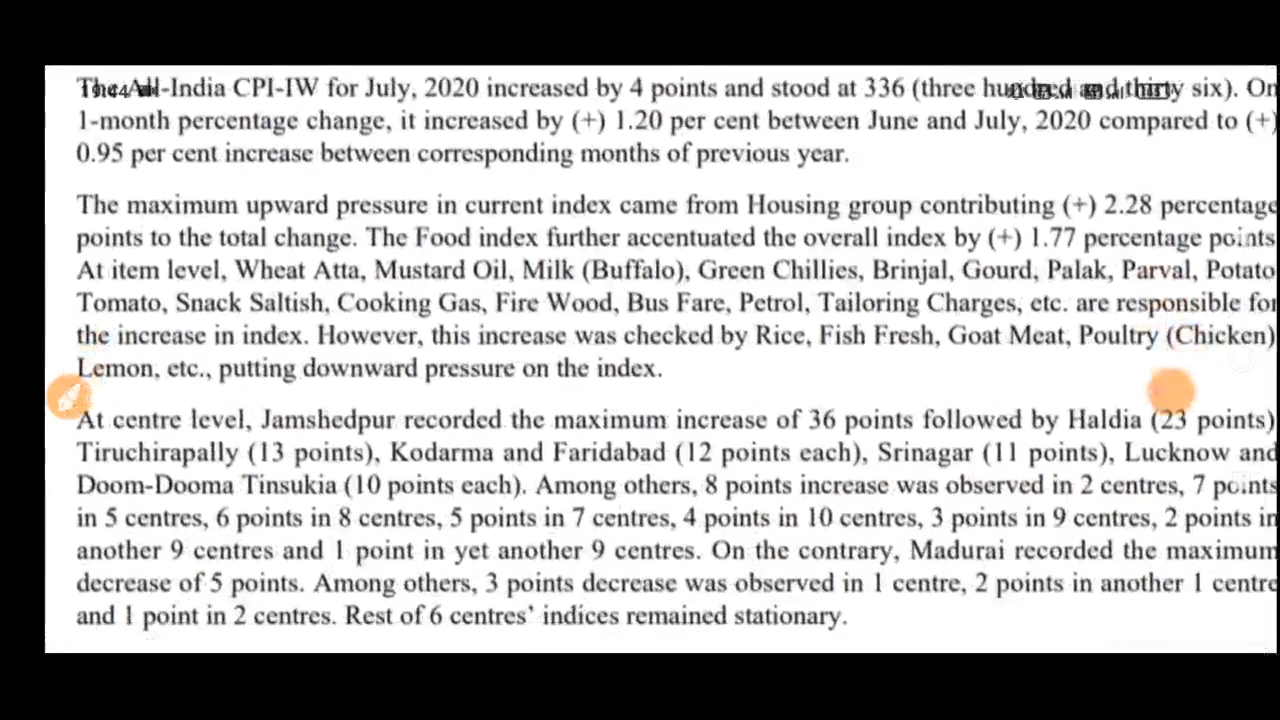 The All-India CPI-IW for July, 2020 increased by 4 points and stood at 336 (three hundred and thirty six). On
1-month percentage change, it increased by (+) 1.20 per cent between June and July, 2020 compared to (+)
0.95 per cent increase between corresponding months of previous year.
The maximum upward pressure in current index came from Housing group contributing (+) 2.28 percentage
points to the total change. The Food index further accentuated the overall index by (+) 1.77 percentage points
At item level, Wheat Atta, Mustard Oil, Milk (Buffalo), Green Chillies, Brinjal, Gourd, Palak, Parval, Potato
Tomato, Snack Saltish, Cooking Gas, Fire Wood, Bus Fare, Petrol, Tailoring Charges, etc. are responsible for
the increase in index. However, this increase was checked by Rice, Fish Fresh, Goat Meat, Poultry (Chicken)
Lemon, etc., putting downward pressure on the index.
At centre level, Jamshedpur recorded the maximum increase of 36 points followed by Haldia (23 points)
Tiruchirapally (13 points), Kodarma and Faridabad (12 points each), Srinagar (11 points), Lucknow and
Doom-Dooma Tinsukia (10 points each). Among others, 8 points increase was observed in 2 centres, 7 points
in 5 centres, 6 points in 8 centres, 5 points in 7 centres, 4 points in 10 centres, 3 points in 9 centres, 2 points in
another 9 centres and 1 point in yet another 9 centres. On the contrary, Madurai recorded the maximum
decrease of 5 points. Among others, 3 points decrease was observed in 1 centre, 2 points in another 1 centre
and 1 point in 2 centres. Rest of 6 centres' indices remained stationary.
19:44